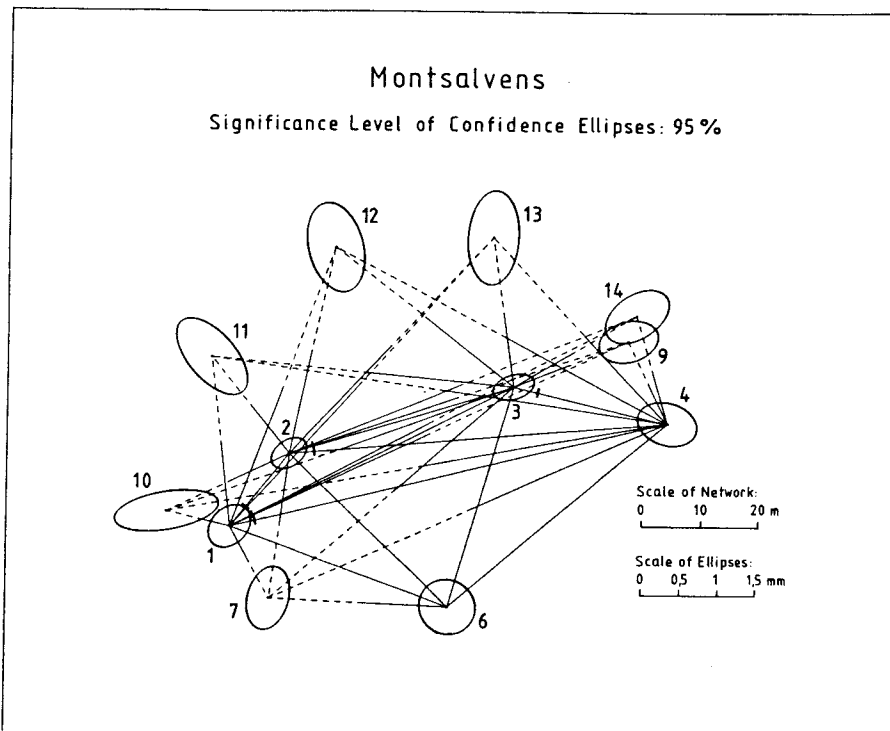 Montsalvens
Significance Level of Confidence Ellipses: 95 %
12
13
14
11
9
4
3
2
10
Scale of Network:
0 10 20 m
1
Scale of Ellipses:
0 0,5 1 1,5 mm
7
6